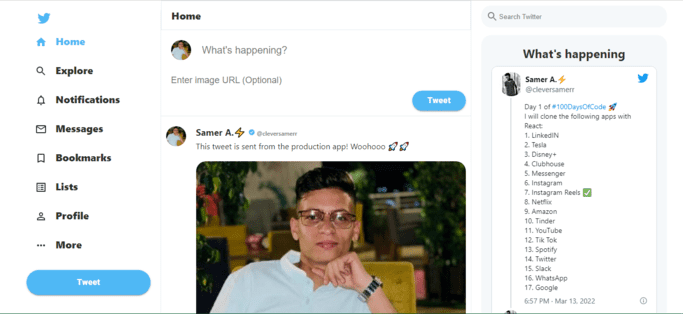 Home
Explore
Notifications
Messages
Bookmarks
Lists
Profile
More
Tweet
Home
What's happening?
Enter image URL (Optional)
Tweet
Samer A.⚡ @cleversamerr
This tweet is sent from the production app! Woohooo 🚀🚀
Search Twitter
What's happening
Samer A.⚡
@cleversamerr
Day 1 of #100DaysOfCode 🚀
I will clone the following apps with
React:
1. LinkedIN
2. Tesla
3. Disney+
4. Clubhouse
5. Messenger
6. Instagram
7. Instagram Reels ✅
8. Netflix
9. Amazon
10. Tinder
11. YouTube
12. Tik Tok
13. Spotify
14. Twitter
15. Slack
16. WhatsApp
17. Google
6:57 PM · Mar 13, 2022